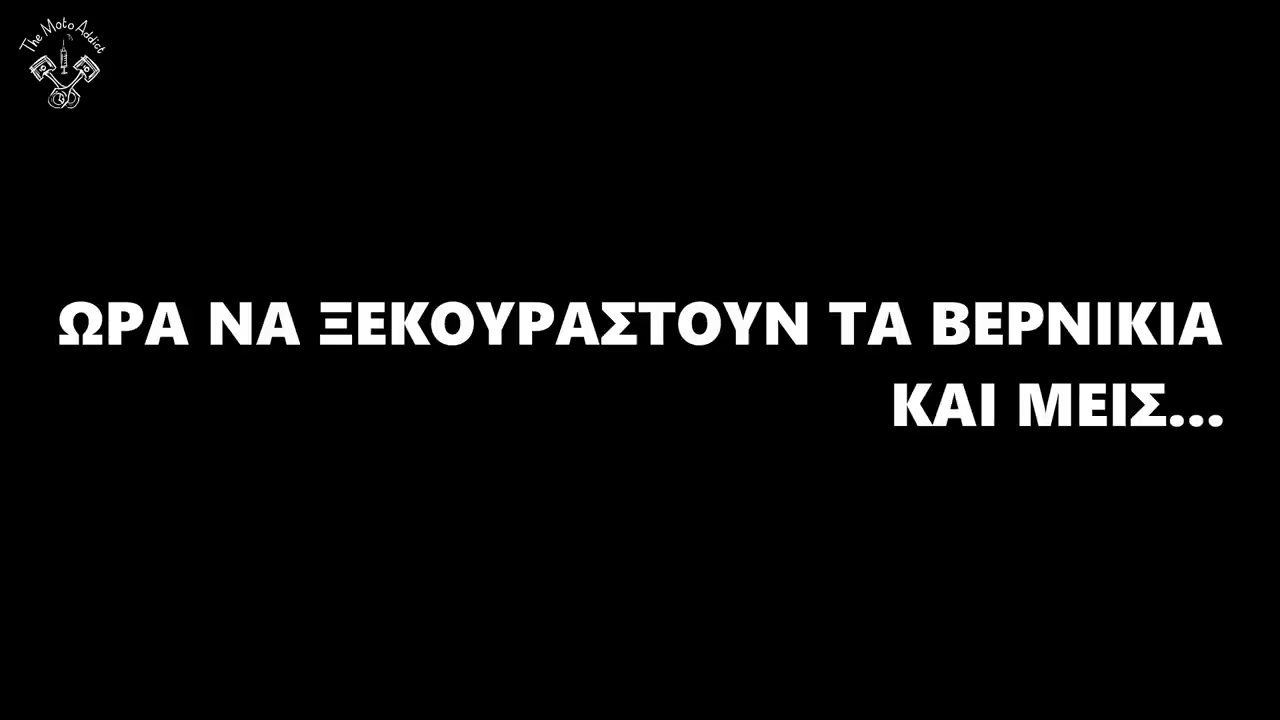 The Moto Addict
ΩΡΑ ΝΑ ΞΕΚΟΥΡΑΣΤΟΥΝ ΤΑ ΒΕΡΝΙΚΙΑ
ΚΑΙ ΜΕΙΣ...